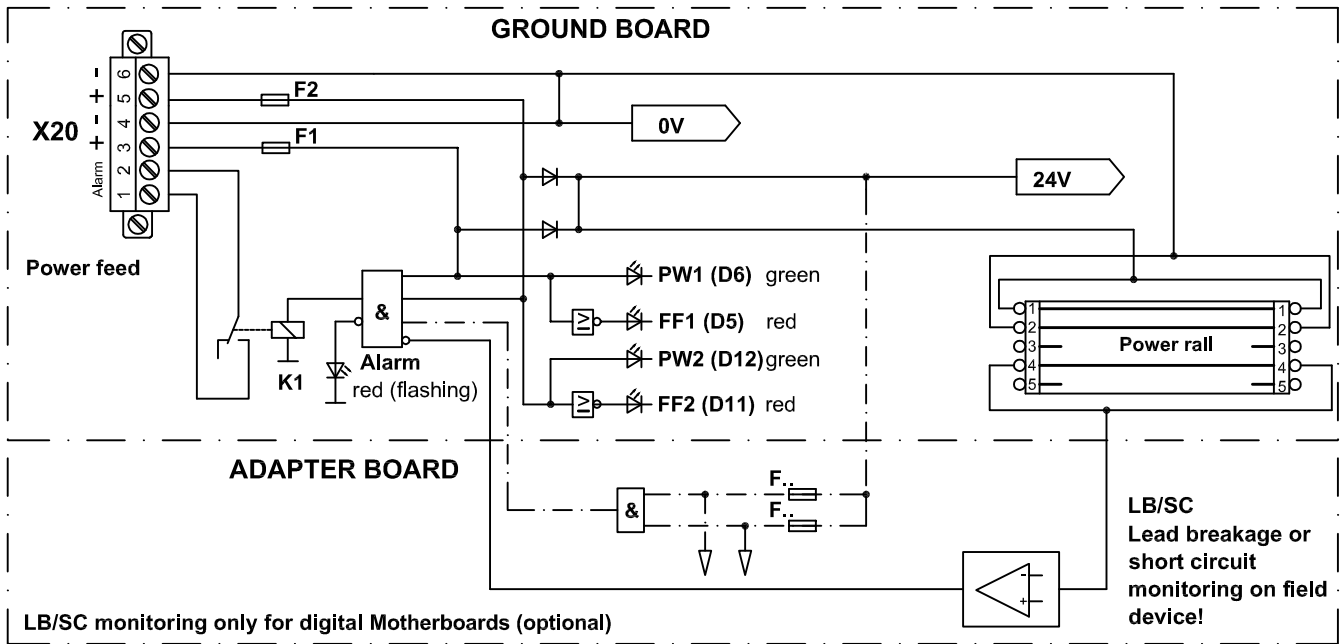 GROUND BOARD
- 6
+ 5
- 4
+ 3
2
1
Alarm
X20
F2
F1
0V
24V
Power feed
&
K1
Alarm
red (flashing)
PW1 (D6) green
≥1
FF1 (D5) red
PW2 (D12) green
≥1
FF2 (D11) red
1 1
2 2
3 Power rall 3
4 4
5 5
ADAPTER BOARD
F..
F..
&
-
+
LB/SC
Lead breakage or
short circuit
monitoring on field
device!
LB/SC monitoring only for digital Motherboards (optional)